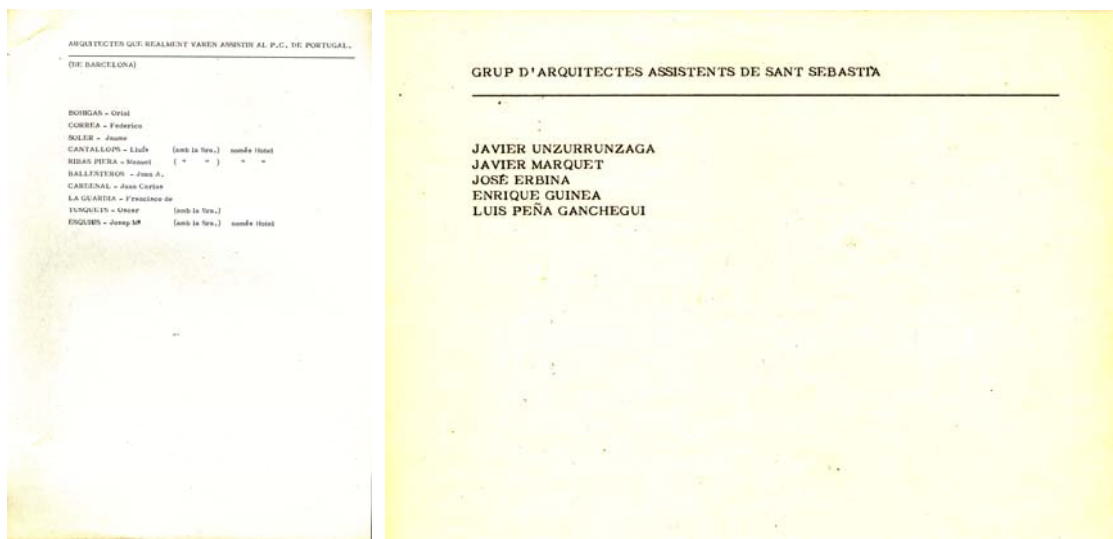 ARQUITECTES QUE REALMENT VAREN ASSISTIR AL P.C. DE PORTUGAL.
(DE BARCELONA)
BOHIGAS - Oriol
CORREA - Federico
SOLER - Jaume
CANTALLOPS - Lluís (amb la Sra.) només Hotel
RIBAS PIERA - Manuel ( " " ) " "
BALLESTEROS - Joan A.
CARDENAL - Juan Carlos
LA GUARDIA - Francisco de
TUSQUETS - Oscar (amb la Sra.)
ESQUIUS - Josep Mª (amb la Sra.) només Hotel
GRUP D'ARQUITECTES ASSISTENTS DE SANT SEBASTIÀ
JAVIER UNZURRUNZAGA
JAVIER MARQUET
JOSÉ ERBINA
ENRIQUE GUINEA
LUIS PEÑA GANCHEGUI